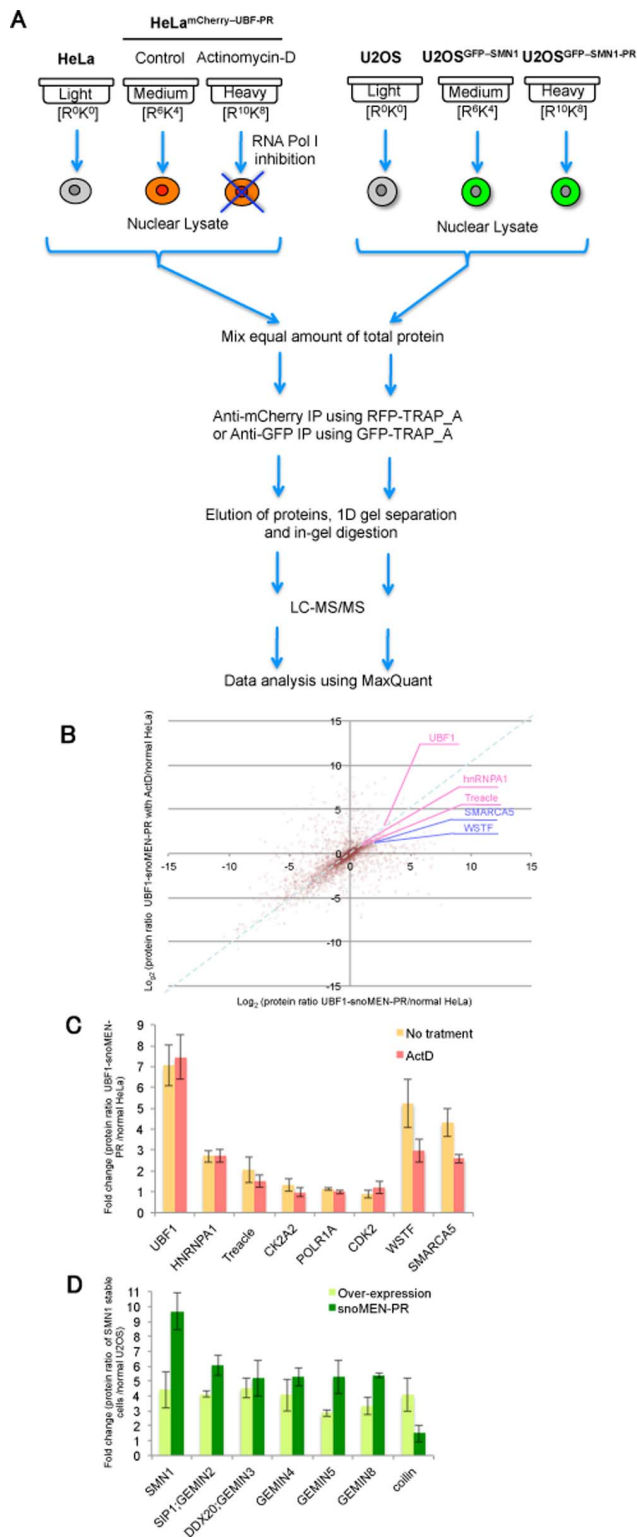 A
HeLa^mCherry–UBF-PR
HeLa Control Actinomycin-D
Light Medium Heavy
[R⁰K⁰] [R⁶K⁴] [R¹⁰K⁸]
RNA Pol I
inhibition
Nuclear Lysate
U2OS U2OS^GFP–SMN1 U2OS^GFP–SMN1-PR
Light Medium Heavy
[R⁰K⁰] [R⁶K⁴] [R¹⁰K⁸]
Nuclear Lysate
Mix equal amount of total protein
Anti-mCherry IP using RFP-TRAP_A
or Anti-GFP IP using GFP-TRAP_A
Elution of proteins, 1D gel separation
and in-gel digestion
LC-MS/MS
Data analysis using MaxQuant
B
Log₂ (protein ratio UBF1-snoMEN-PR with ActD/normal HeLa)
15
10
5
0
-5
-10
-15
-15 -10 -5 0 5 10 15
UBF1
hnRNPA1
Treacle
SMARCA5
WSTF
Log₂ (protein ratio UBF1-snoMEN-PR/normal HeLa)
C
Fold change (protein ratio UBF1-snoMEN-
PR /normal HeLa)
9
8
7
6
5
4
3
2
1
0
No tratment
ActD
UBF1
HNRNPA1
Treacle
CK2A2
POLR1A
CDK2
WSTF
SMARCA5
D
Fold change (protein ratio of SMN1 stable
cells /normal U2OS)
11
10
9
8
7
6
5
4
3
2
1
0
Over-expression
snoMEN-PR
SMN1
SIP1;GEMIN2
DDX20;GEMIN3
GEMIN4
GEMIN5
GEMIN8
coilin